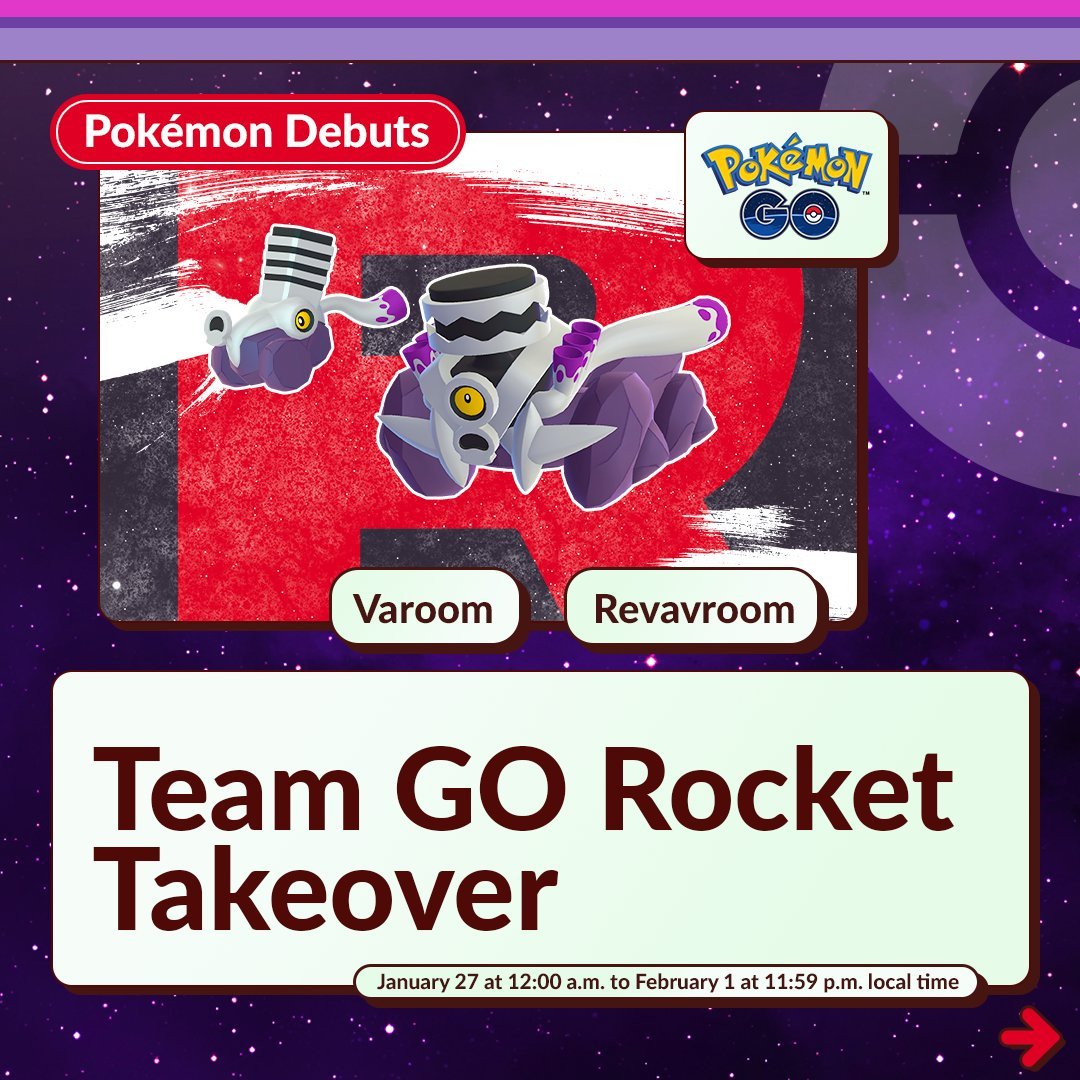 Pokémon Debuts
POKéMON
GO
Varoom
Revavroom
Team GO Rocket
Takeover
January 27 at 12:00 a.m. to February 1 at 11:59 p.m. local time